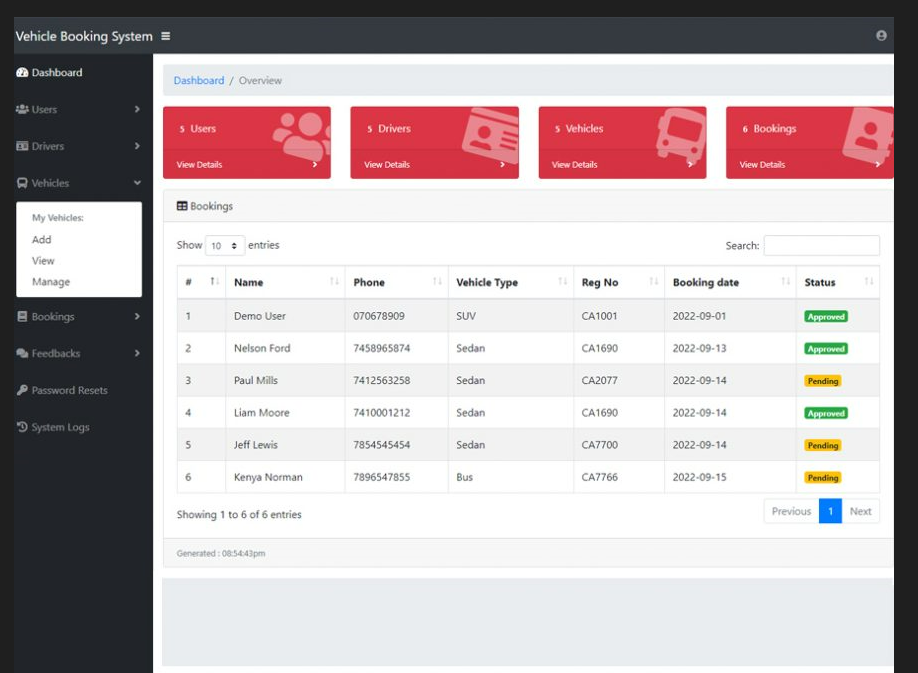 Vehicle Booking System
Dashboard
Users
Drivers
Vehicles
My Vehicles:
Add
View
Manage
Bookings
Feedbacks
Password Resets
System Logs
Dashboard / Overview
5 Users
View Details
5 Drivers
View Details
5 Vehicles
View Details
6 Bookings
View Details
Bookings
Show 10 entries
Search:
# Name Phone Vehicle Type Reg No Booking date Status
1 Demo User 070678909 SUV CA1001 2022-09-01 Approved
2 Nelson Ford 7458965874 Sedan CA1690 2022-09-13 Approved
3 Paul Mills 7412563258 Sedan CA2077 2022-09-14 Pending
4 Liam Moore 7410001212 Sedan CA1690 2022-09-14 Approved
5 Jeff Lewis 7854545454 Sedan CA7700 2022-09-14 Pending
6 Kenya Norman 7896547855 Bus CA7766 2022-09-15 Pending
Showing 1 to 6 of 6 entries
Previous 1 Next
Generated : 08:54:43pm